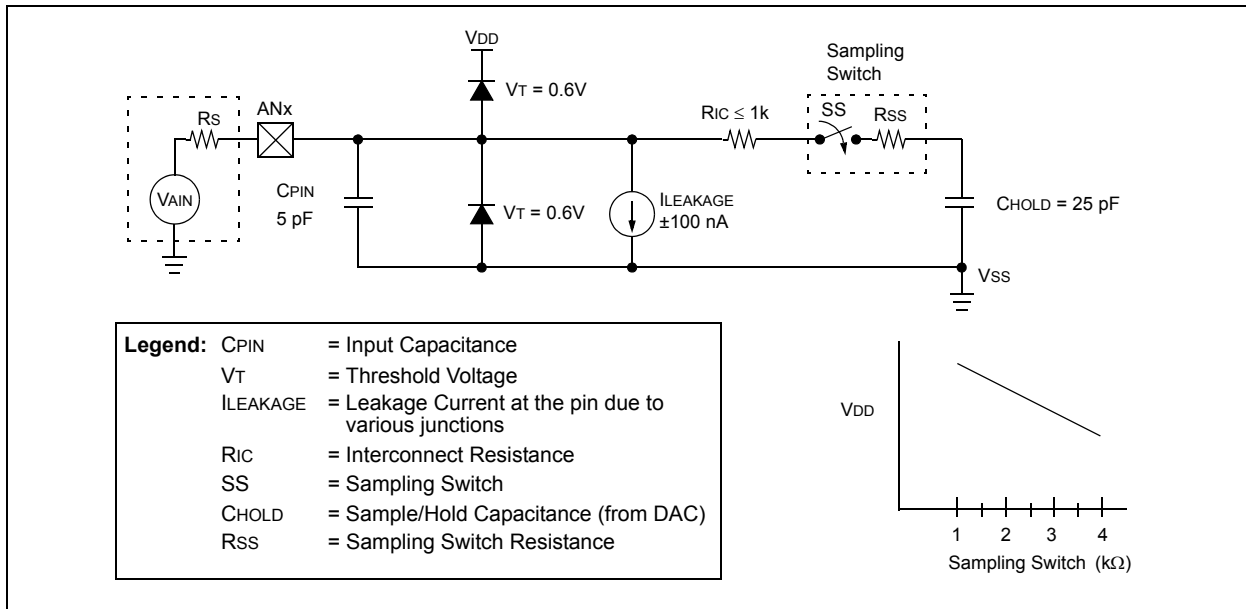 VDD
Sampling
Switch
VT = 0.6V
RS
ANx
RIC ≤ 1k
SS
RSS
VAIN
CPIN
5 pF
VT = 0.6V
ILEAKAGE
±100 nA
CHOLD = 25 pF
VSS
Legend: CPIN = Input Capacitance
VT = Threshold Voltage
ILEAKAGE = Leakage Current at the pin due to
various junctions
RIC = Interconnect Resistance
SS = Sampling Switch
CHOLD = Sample/Hold Capacitance (from DAC)
RSS = Sampling Switch Resistance
VDD
1 2 3 4
Sampling Switch (kΩ)